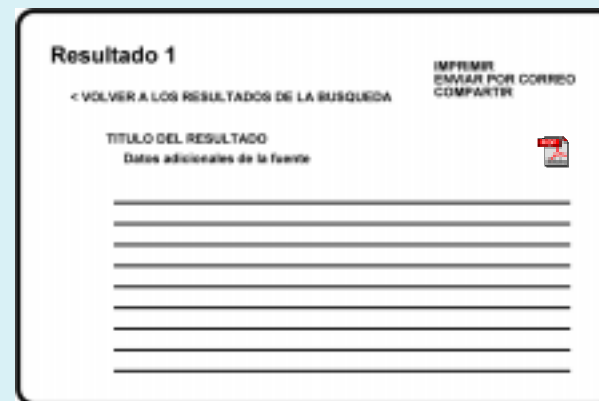 Resultado 1
IMPRIMIR
ENVIAR POR CORREO
COMPARTIR
< VOLVER A LOS RESULTADOS DE LA BUSQUEDA
TITULO DEL RESULTADO
Datos adicionales de la fuente